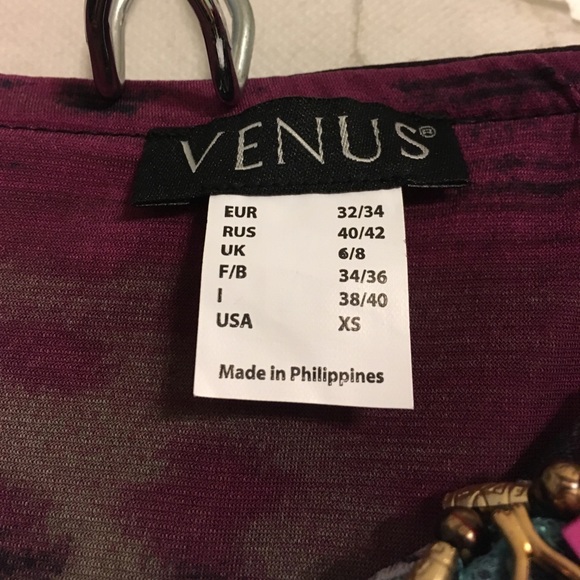 VENUS®
EUR 32/34
RUS 40/42
UK 6/8
F/B 34/36
I 38/40
USA XS
Made in Philippines